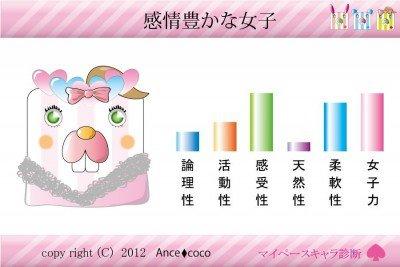 感情豊かな女子
論理性
活動性
感受性
天然性
柔軟性
女子力
copy right (C) 2012 Ance♦coco
マイペースキャラ診断